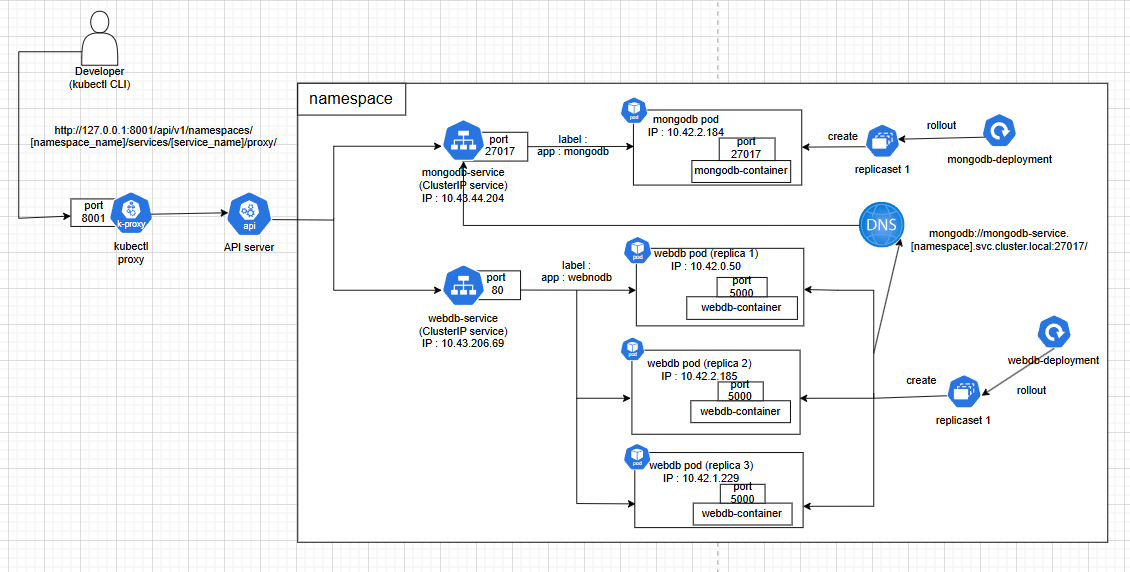 Developer
(kubectl CLI)
http://127.0.0.1:8001/api/v1/namespaces/
[namespace_name]/services/[service_name]/proxy/
port
8001
k-proxy
kubectl
proxy
api
API server
namespace
port
27017
mongodb-service
(ClusterIP service)
IP : 10.43.44.204
label :
app : mongodb
pod
mongodb pod
IP : 10.42.2.184
port
27017
mongodb-container
create
replicaset 1
rollout
mongodb-deployment
DNS
mongodb://mongodb-service.
[namespace].svc.cluster.local:27017/
port
80
webdb-service
(ClusterIP service)
IP : 10.43.206.69
label :
app : webnodb
pod
webdb pod (replica 1)
IP : 10.42.0.50
port
5000
webdb-container
pod
webdb pod (replica 2)
IP : 10.42.2.185
port
5000
webdb-container
pod
webdb pod (replica 3)
IP : 10.42.1.229
port
5000
webdb-container
create
replicaset 1
webdb-deployment
rollout